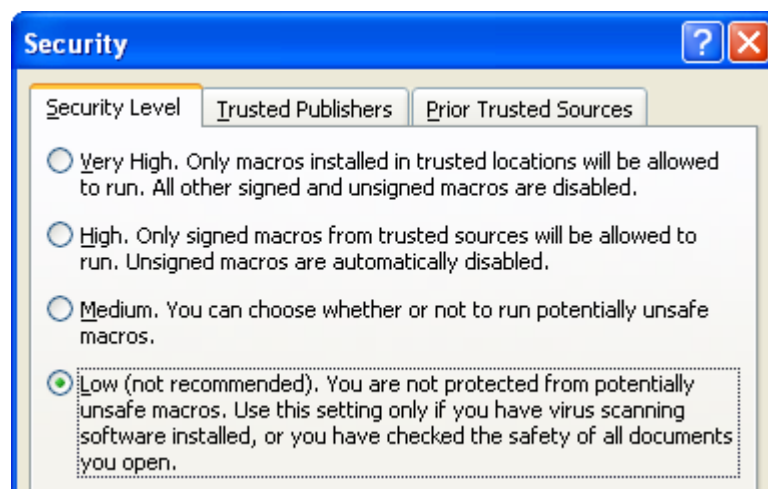 Security
Security Level Trusted Publishers Prior Trusted Sources
Very High. Only macros installed in trusted locations will be allowed
to run. All other signed and unsigned macros are disabled.
High. Only signed macros from trusted sources will be allowed to
run. Unsigned macros are automatically disabled.
Medium. You can choose whether or not to run potentially unsafe
macros.
Low (not recommended). You are not protected from potentially
unsafe macros. Use this setting only if you have virus scanning
software installed, or you have checked the safety of all documents
you open.